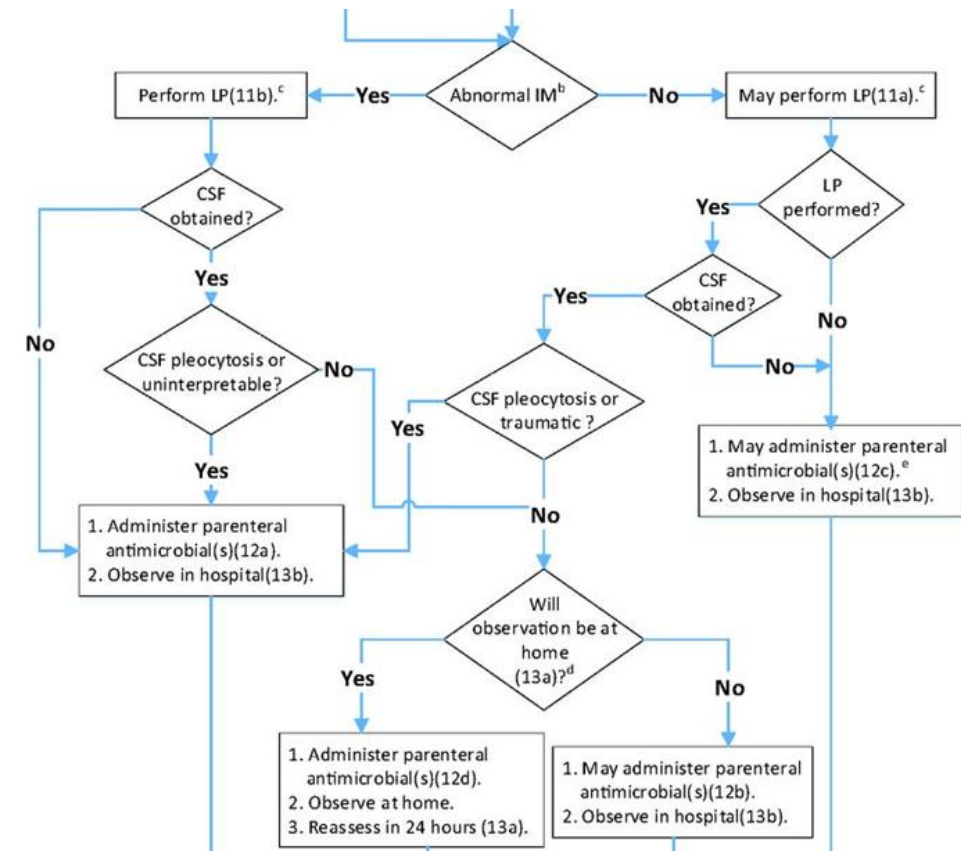 Perform LP(11b).ᶜ
Yes
Abnormal IMᵇ
No
May perform LP(11a).ᶜ
CSF
obtained?
LP
performed?
Yes
Yes
CSF
obtained?
Yes
No
No
No
CSF pleocytosis or
uninterpretable?
No
CSF pleocytosis or
traumatic ?
Yes
Yes
1. May administer parenteral
antimicrobial(s)(12c).ᵉ
2. Observe in hospital(13b).
No
1. Administer parenteral
antimicrobial(s)(12a).
2. Observe in hospital(13b).
Will
observation be at
home
(13a)?ᵈ
Yes
No
1. Administer parenteral
antimicrobial(s)(12d).
2. Observe at home.
3. Reassess in 24 hours (13a).
1. May administer parenteral
antimicrobial(s)(12b).
2. Observe in hospital(13b).